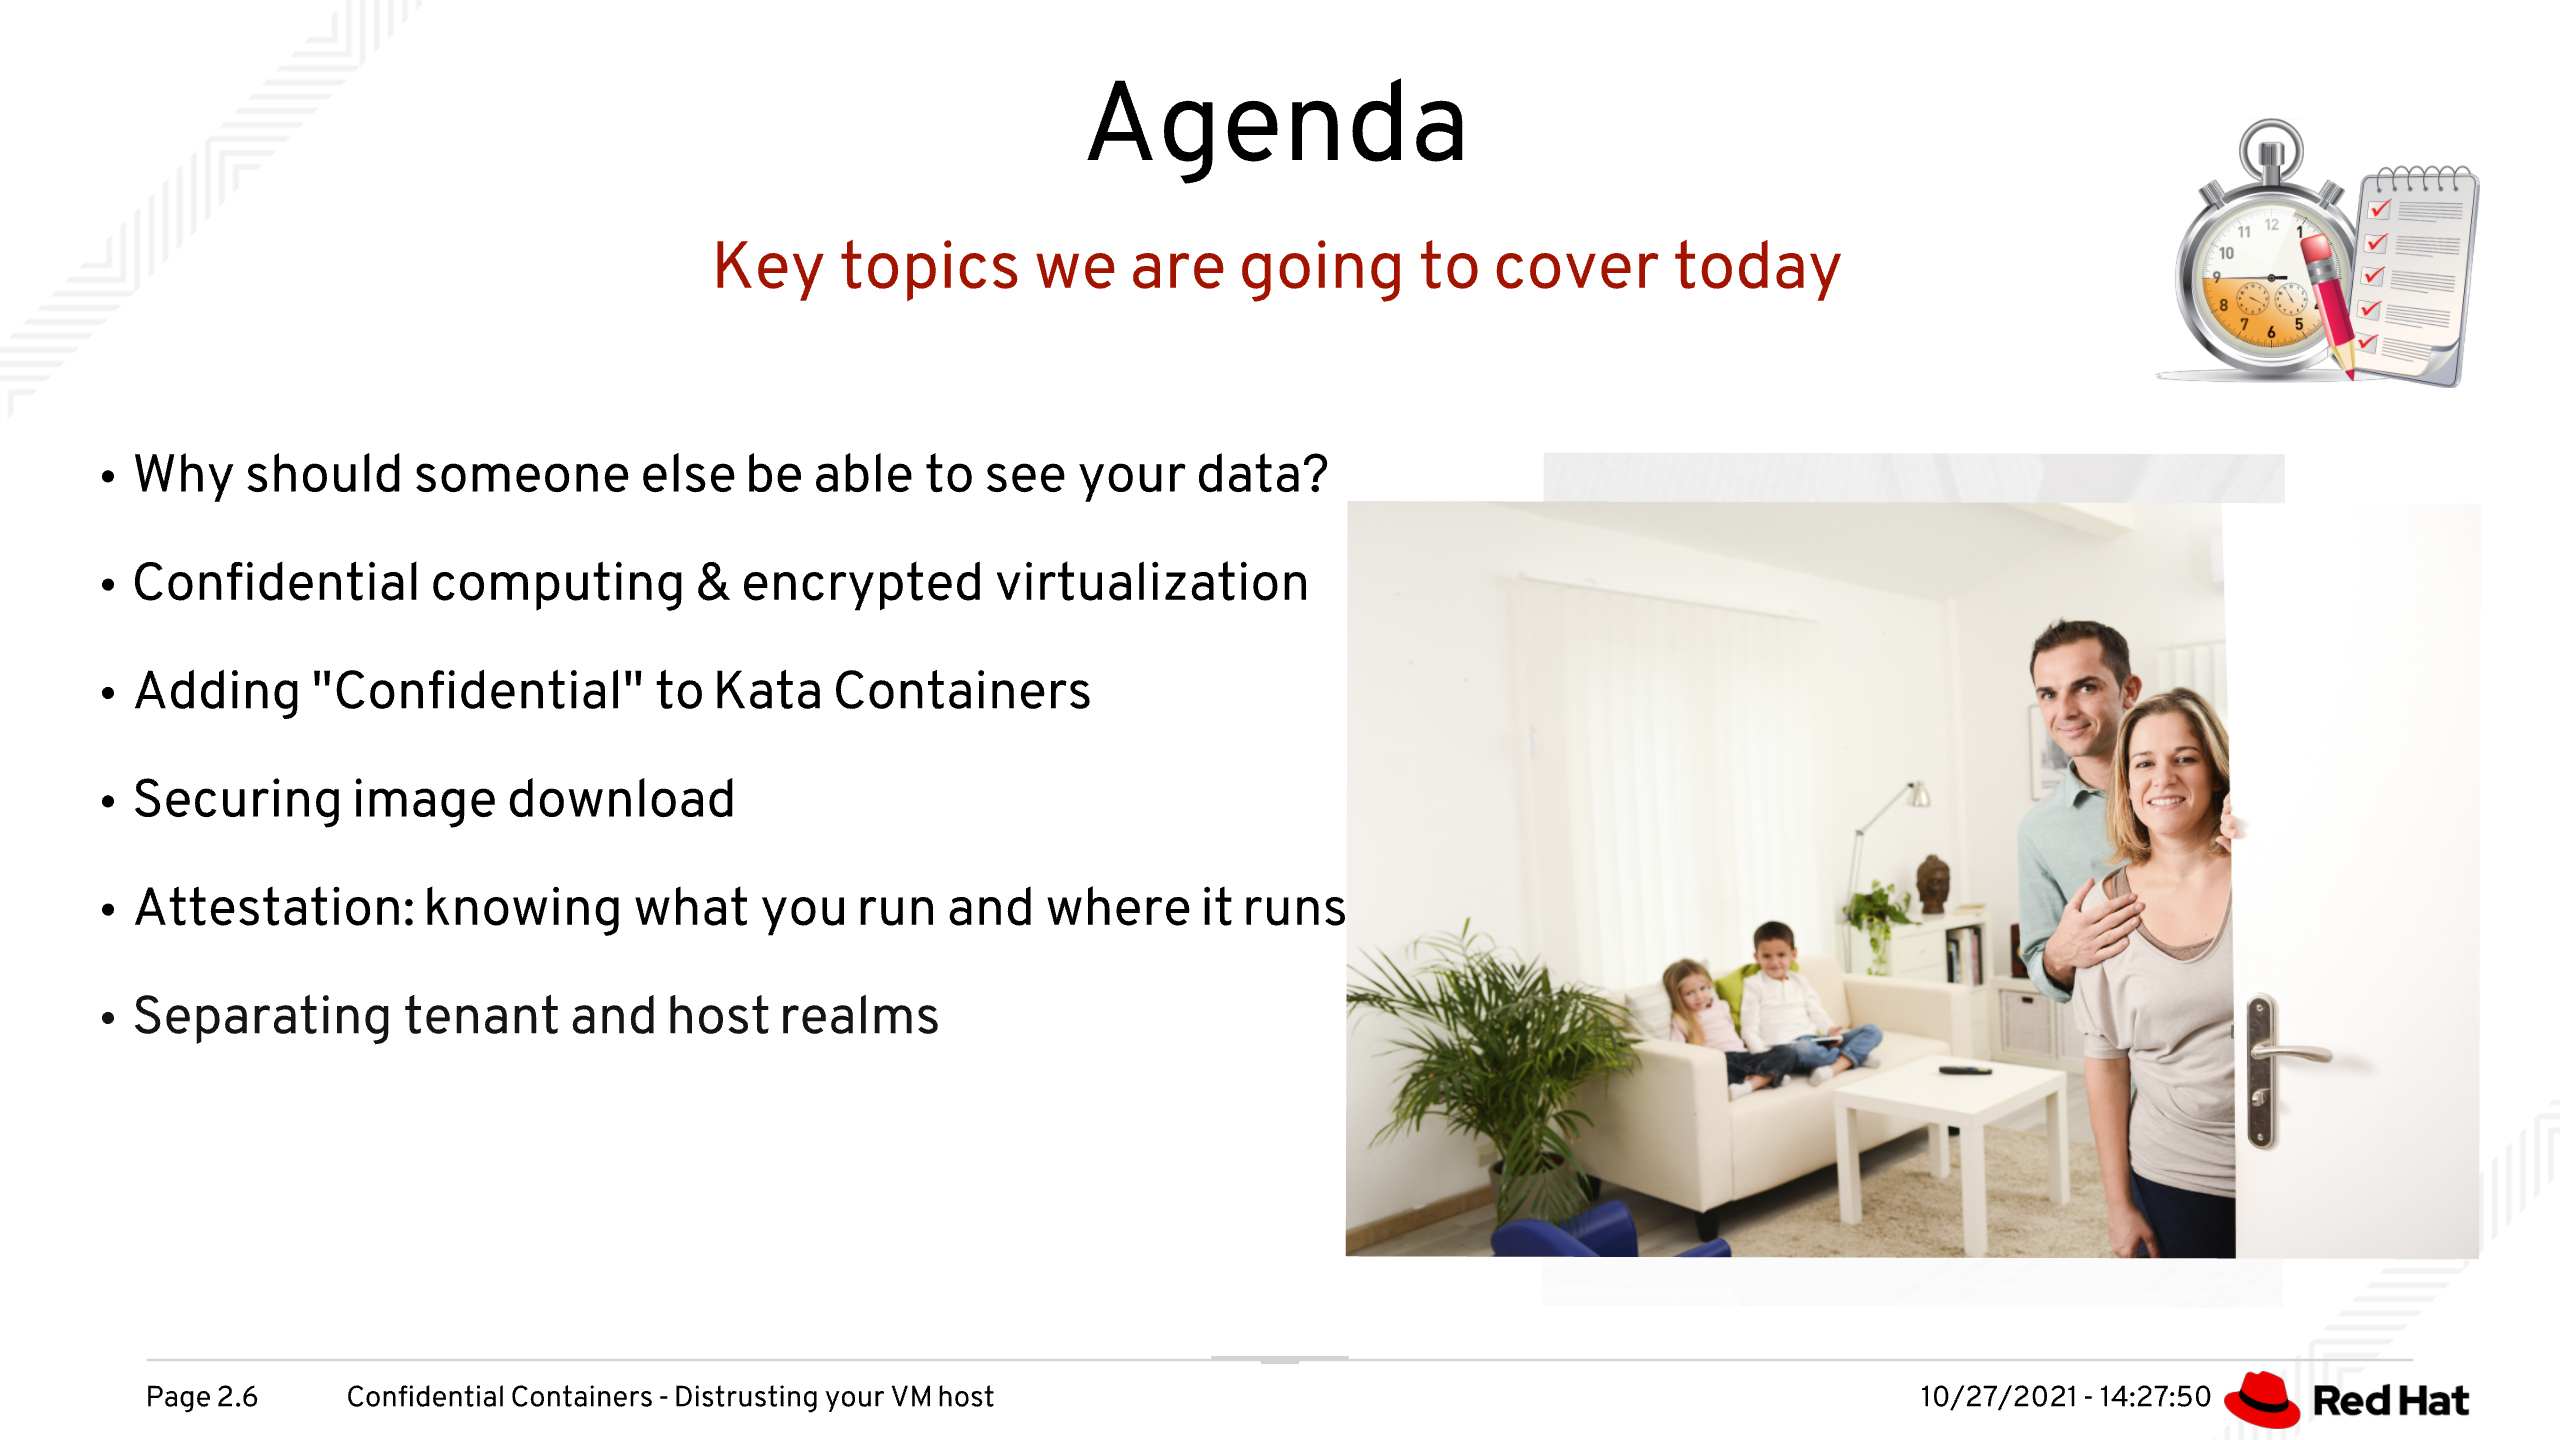 Agenda
Key topics we are going to cover today
12
11
1
10
9
8
7
6
5
• Why should someone else be able to see your data?
• Confidential computing & encrypted virtualization
• Adding "Confidential" to Kata Containers
• Securing image download
• Attestation: knowing what you run and where it runs
• Separating tenant and host realms
Page 2.6
Confidential Containers - Distrusting your VM host
10/27/2021 - 14:27:50
Red Hat